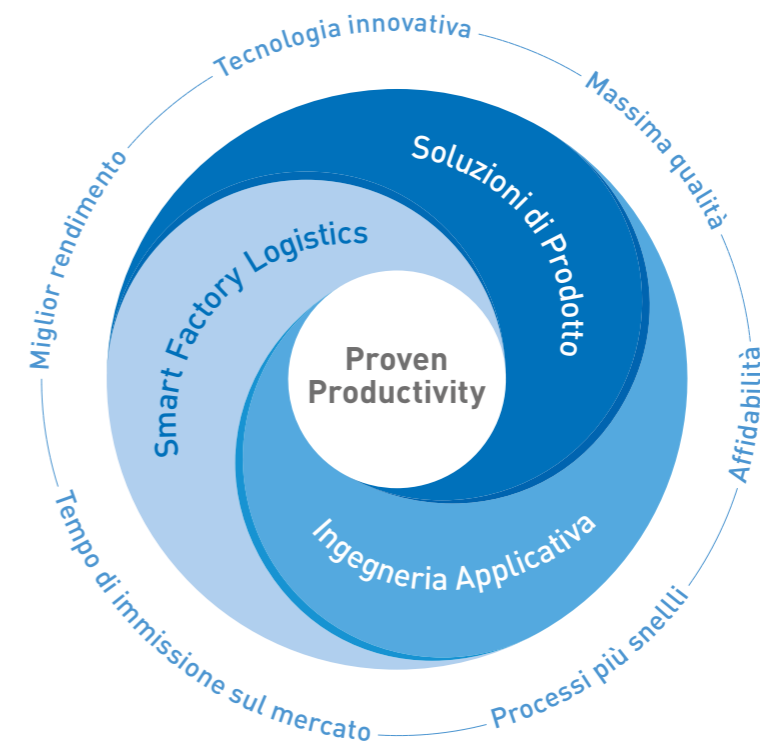 Tecnologia innovativa
Massima qualità
Affidabilità
Processi più snellli
Tempo di immissione sul mercato
Miglior rendimento
Soluzioni di Prodotto
Ingegneria Applicativa
Smart Factory Logistics
Proven
Productivity